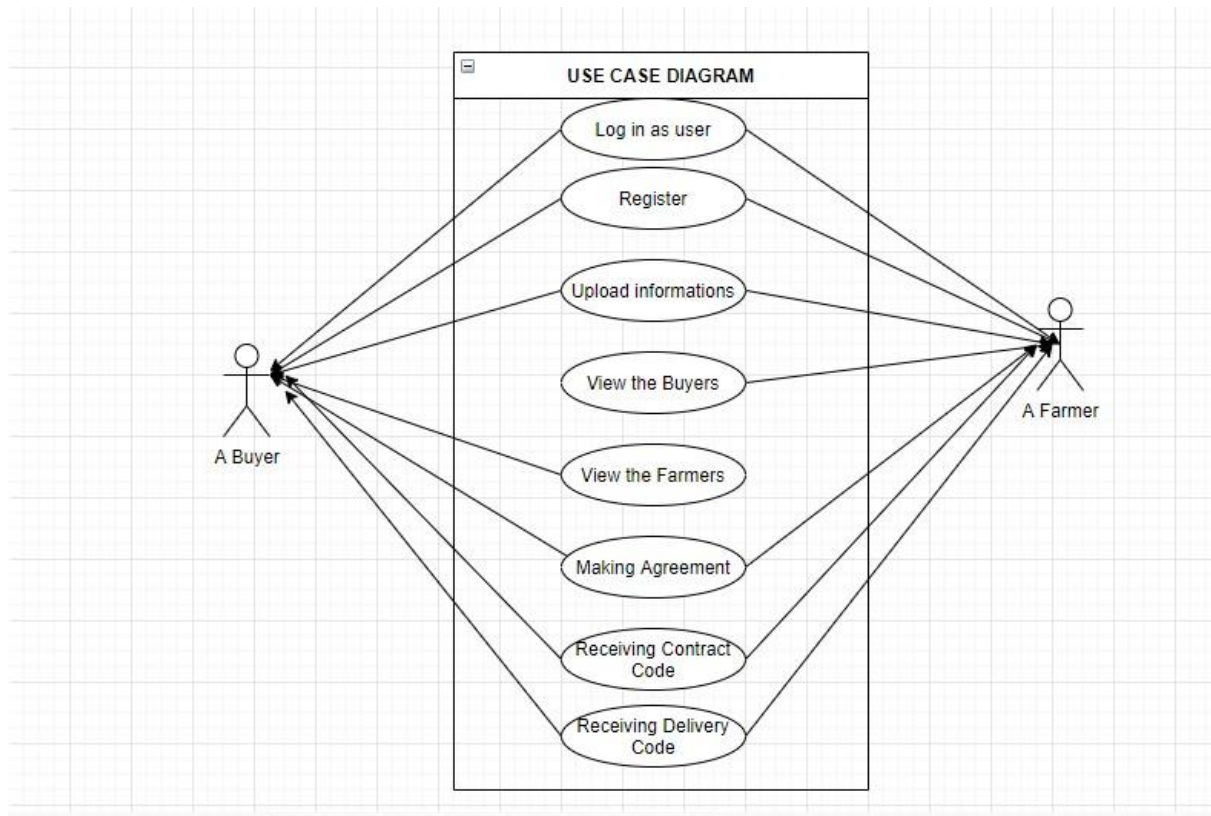 USE CASE DIAGRAM
Log in as user
Register
Upload informations
View the Buyers
A Farmer
A Buyer
View the Farmers
Making Agreement
Receiving Contract
Code
Receiving Delivery
Code